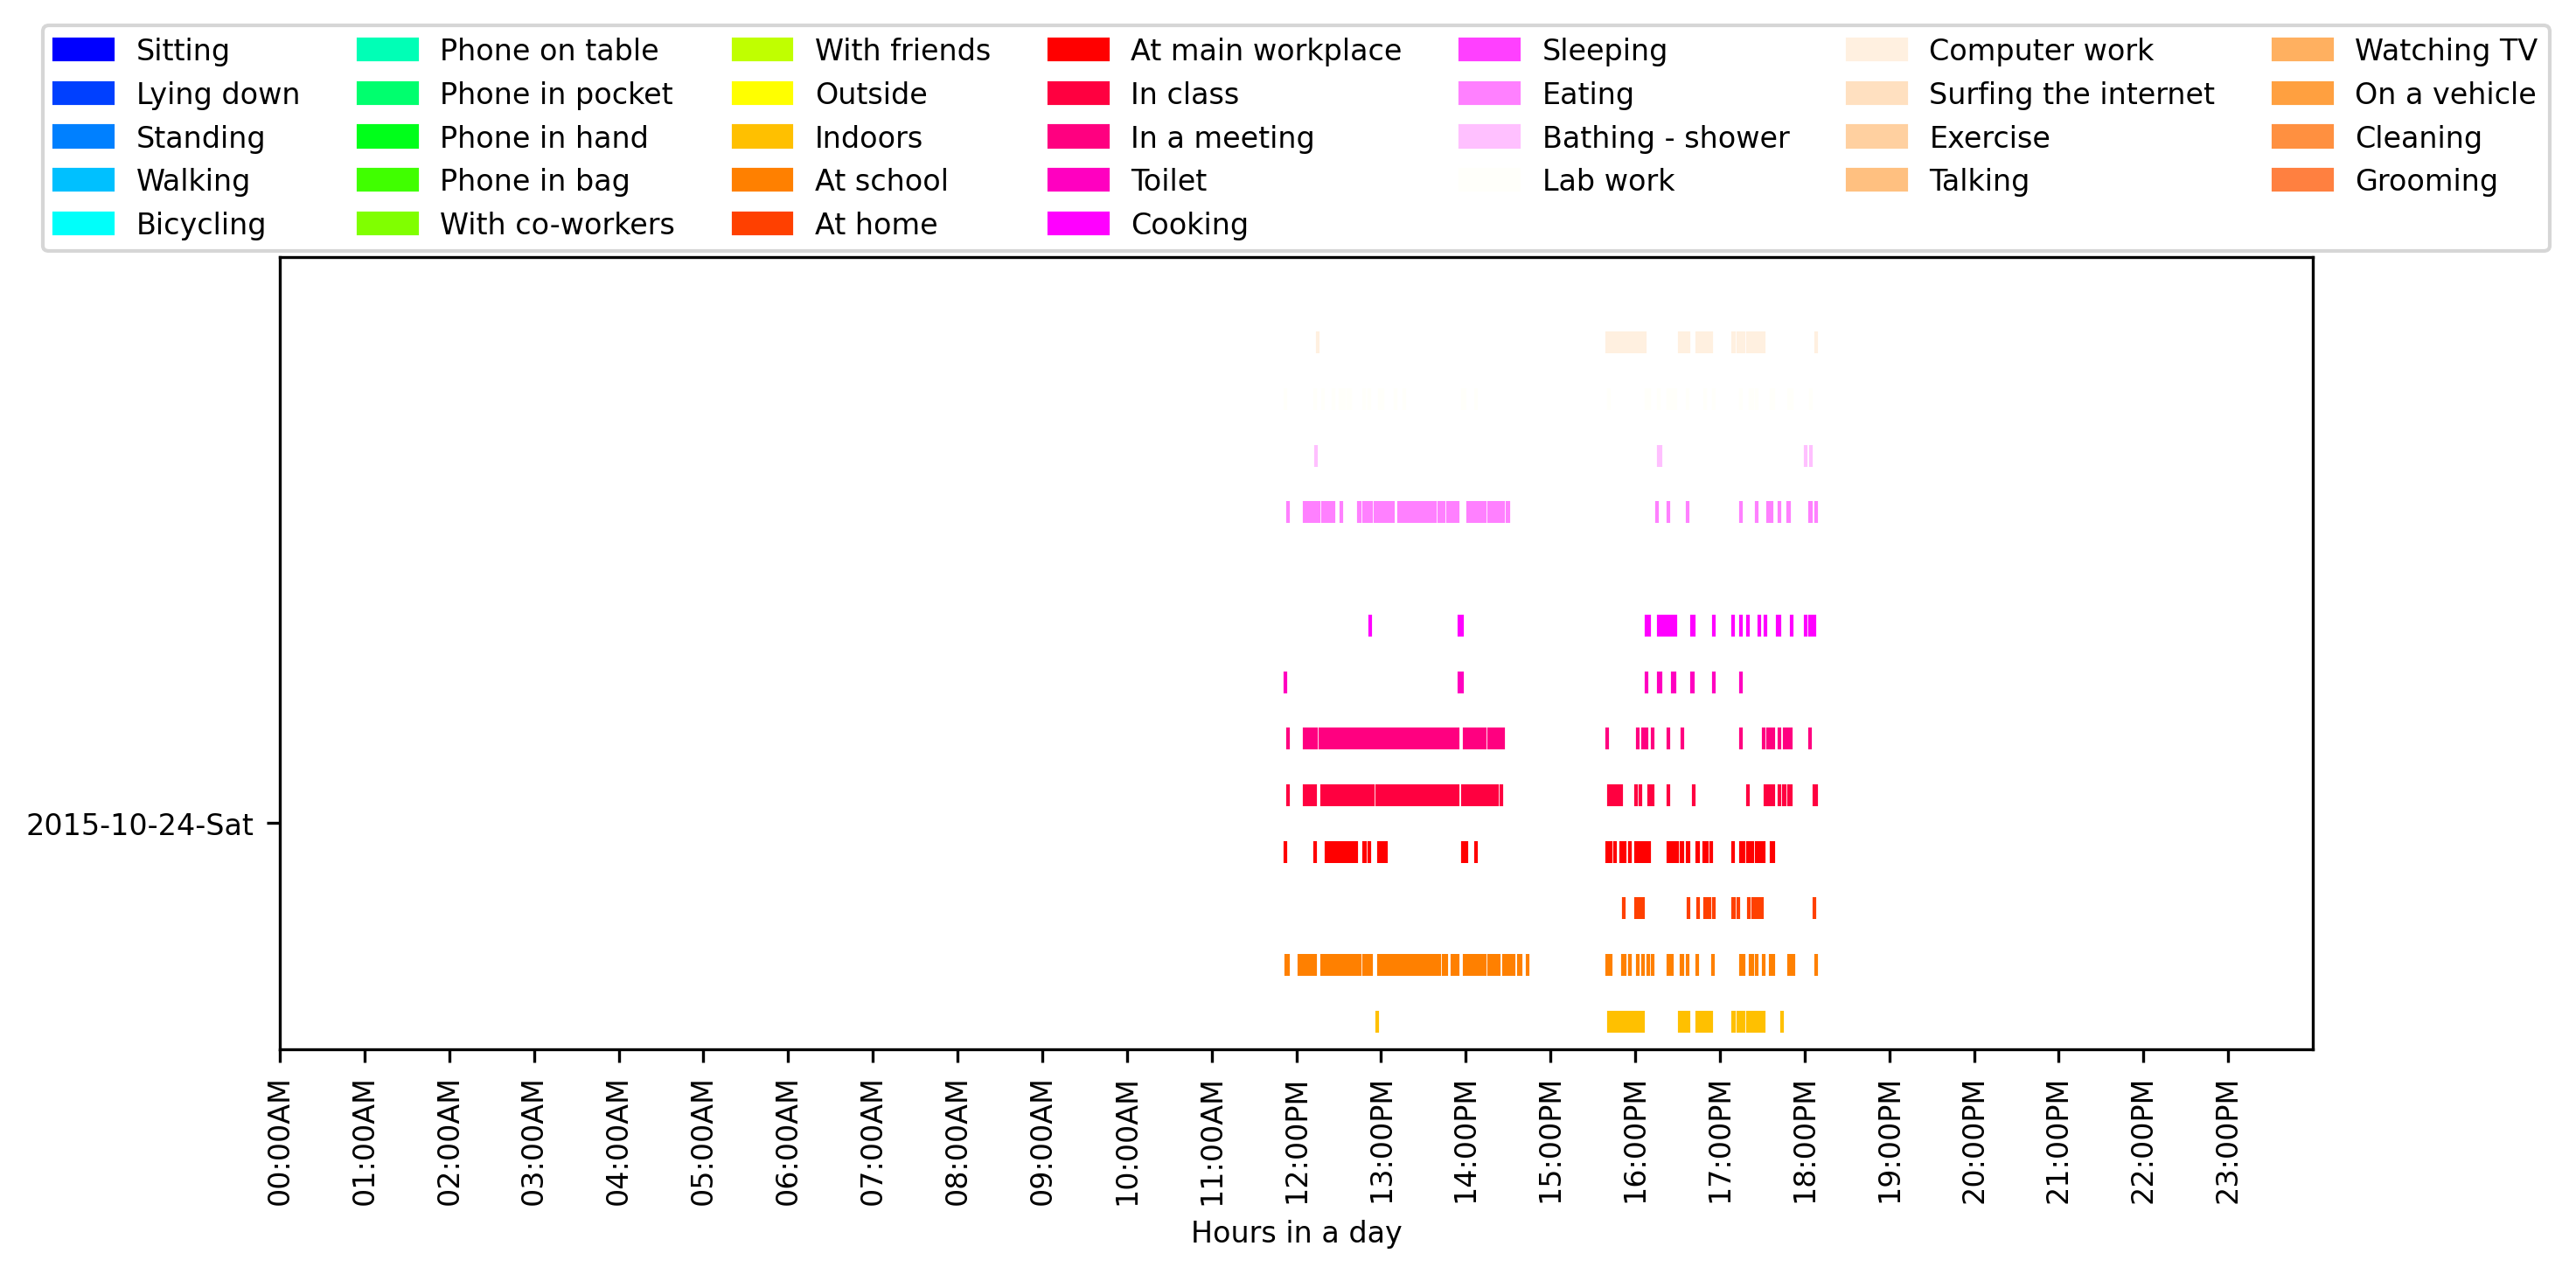 Sitting
Lying down
Standing
Walking
Bicycling
Phone on table
Phone in pocket
Phone in hand
Phone in bag
With co-workers
With friends
Outside
Indoors
At school
At home
At main workplace
In class
In a meeting
Toilet
Cooking
Sleeping
Eating
Bathing - shower
Lab work
Computer work
Surfing the internet
Exercise
Talking
Watching TV
On a vehicle
Cleaning
Grooming
2015-10-24-Sat
00:00AM
01:00AM
02:00AM
03:00AM
04:00AM
05:00AM
06:00AM
07:00AM
08:00AM
09:00AM
10:00AM
11:00AM
12:00PM
13:00PM
14:00PM
15:00PM
16:00PM
17:00PM
18:00PM
19:00PM
20:00PM
21:00PM
22:00PM
23:00PM
Hours in a day